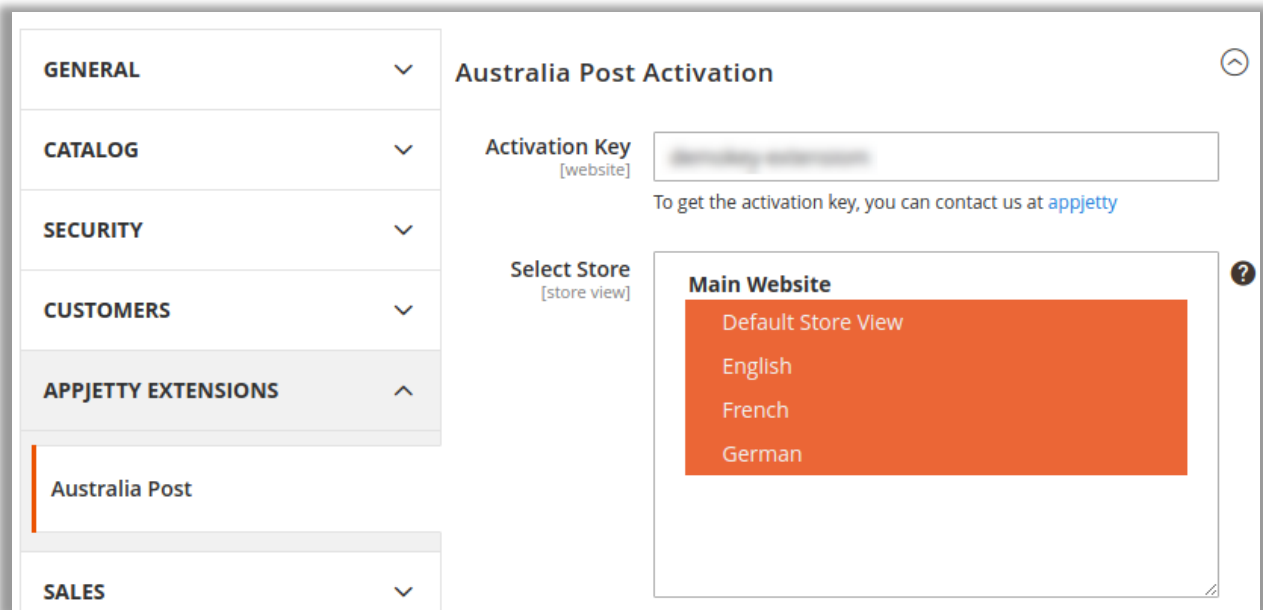 GENERAL
CATALOG
SECURITY
CUSTOMERS
APPJETTY EXTENSIONS
Australia Post
SALES
Australia Post Activation
Activation Key
[website]
To get the activation key, you can contact us at appjetty
Select Store
[store view]
Main Website
Default Store View
English
French
German